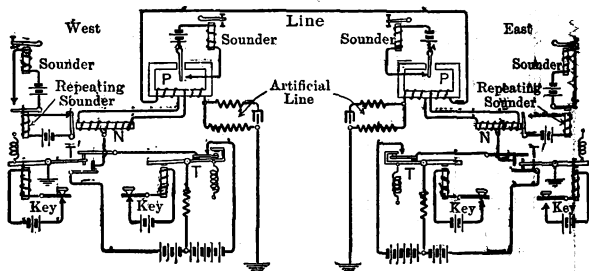 West
Line
East
Sounder
Sounder
Sounder
P
P
Sounder
Repeating
Sounder
Artificial
Line
Repeating
Sounder
N
N
T
T
T
T
Key
Key
Key
Key